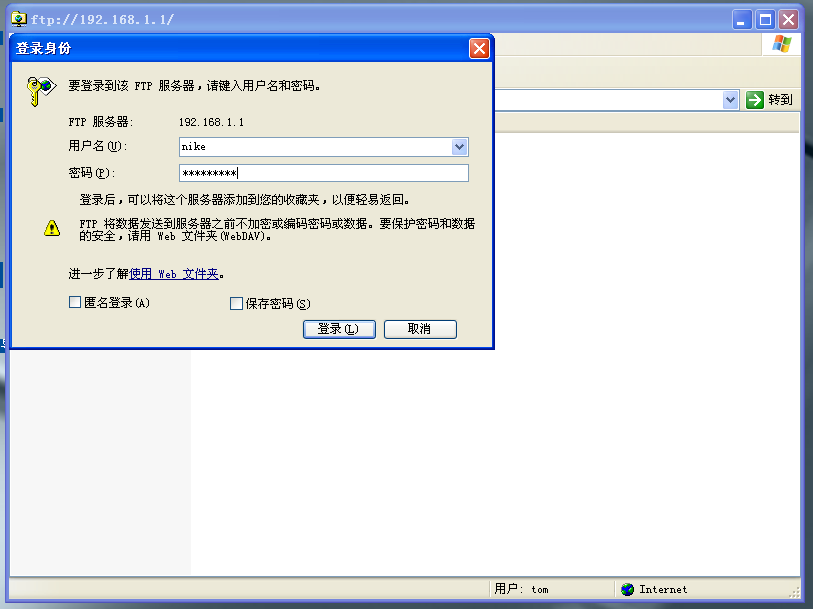 ftp://192.168.1.1/
登录身份
转到
要登录到该 FTP 服务器，请键入用户名和密码。
FTP 服务器: 192.168.1.1
用户名(U): nike
密码(P): *********
登录后，可以将这个服务器添加到您的收藏夹，以便轻易返回。
FTP 将数据发送到服务器之前不加密或编码密码或数据。要保护密码和数据
的安全，请用 Web 文件夹(WebDAV)。
进一步了解使用 Web 文件夹。
匿名登录(A) 保存密码(S)
登录(L) 取消
用户: tom Internet